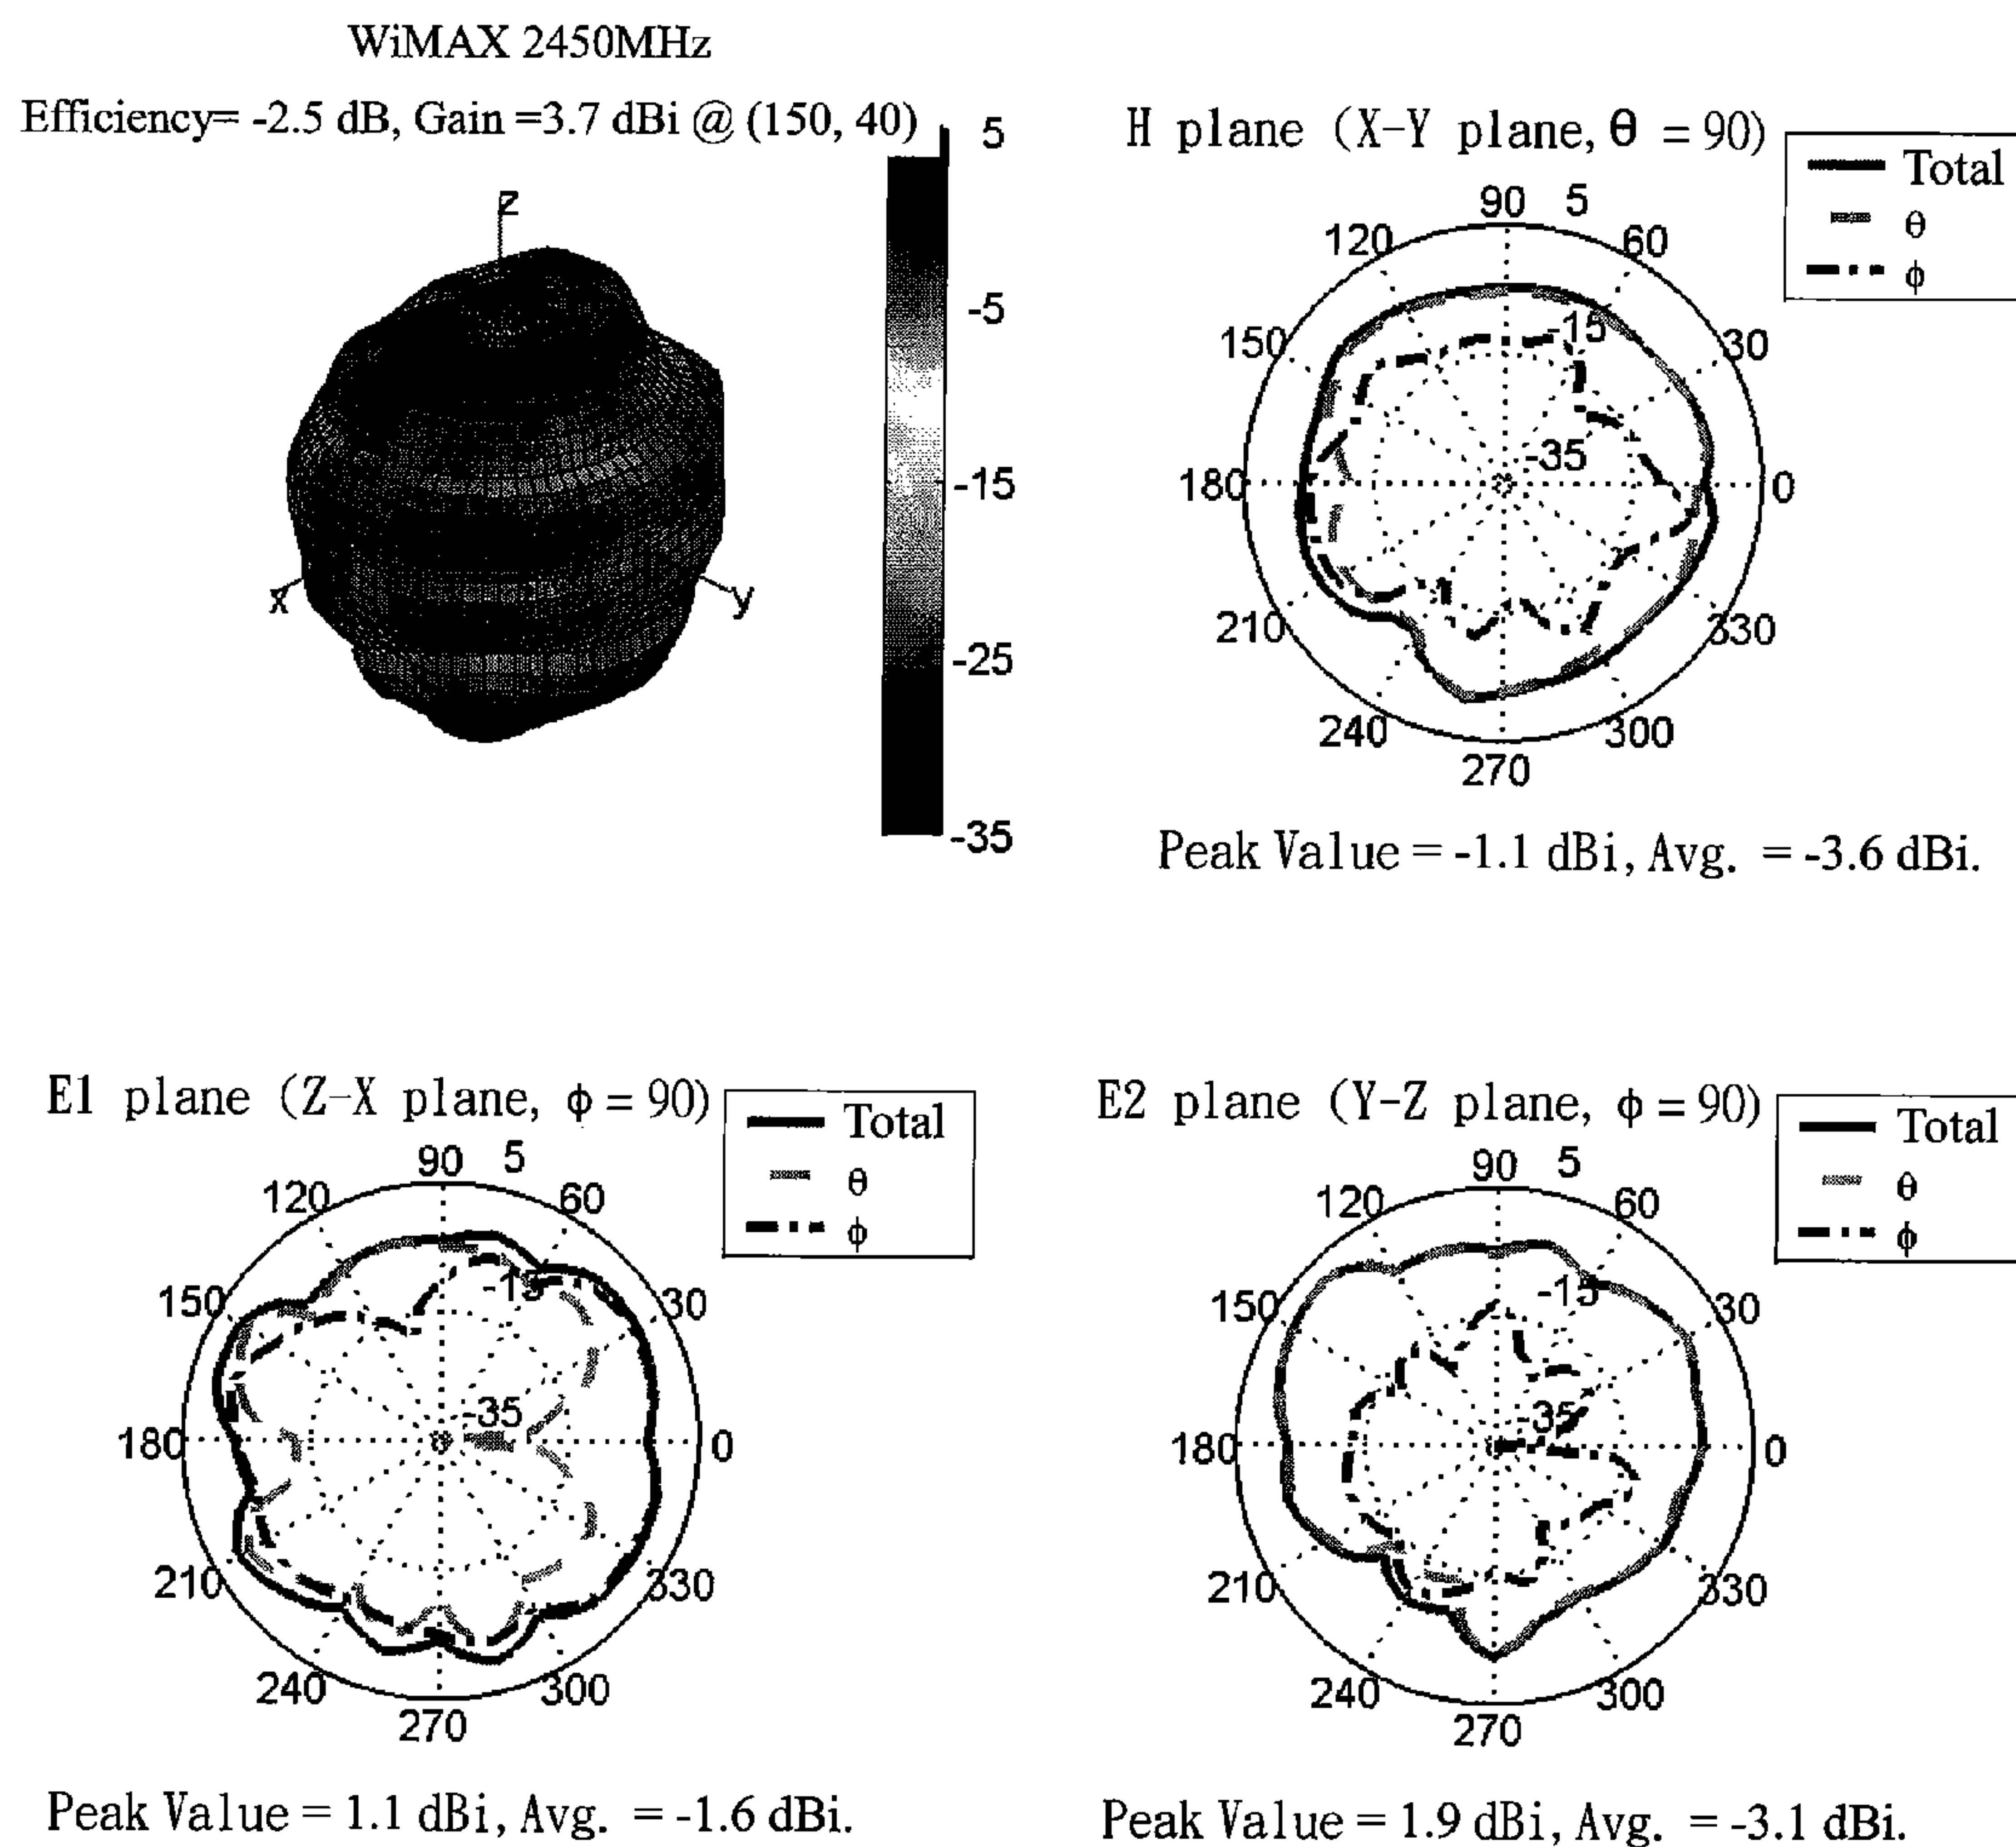 WiMAX 2450MHz
Efficiency= -2.5 dB, Gain =3.7 dBi @ (150, 40)
z
x
y
5
-5
-15
-25
-35
H plane (X-Y plane, θ = 90)
Total
θ
ϕ
90 5
120
60
150
-15
30
-35
180
0
210
330
240
300
270
Peak Value = -1.1 dBi, Avg. = -3.6 dBi.
E1 plane (Z-X plane, ϕ = 90)
Total
θ
ϕ
90 5
120
60
150
-15
30
-35
180
0
210
330
240
300
270
Peak Value = 1.1 dBi, Avg. = -1.6 dBi.
E2 plane (Y-Z plane, ϕ = 90)
Total
θ
ϕ
90 5
120
60
150
-15
30
-35
180
0
210
330
240
300
270
Peak Value = 1.9 dBi, Avg. = -3.1 dBi.